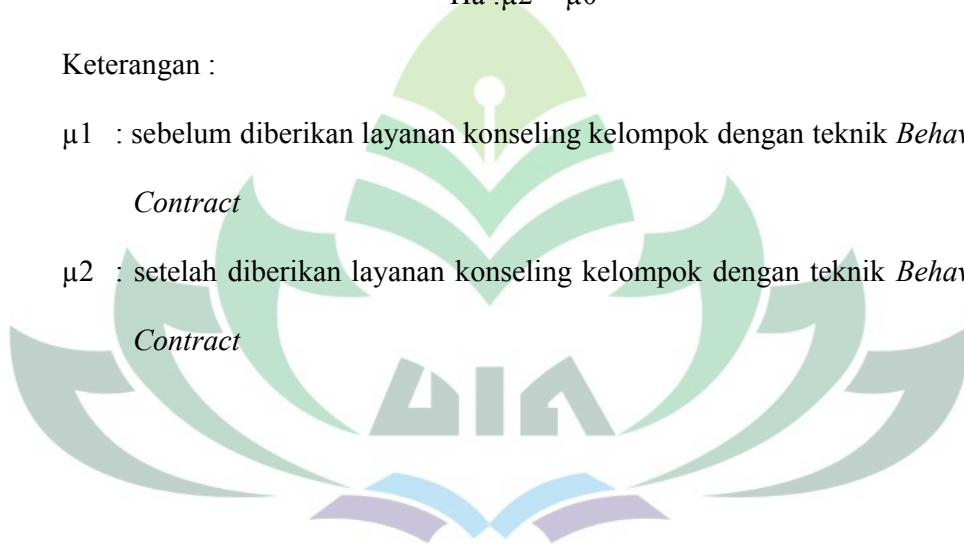 Keterangan :
µ1 : sebelum diberikan layanan konseling kelompok dengan teknik
Contract
µ2 : setelah diberikan layanan konseling kelompok dengan teknik
Contract
UIN